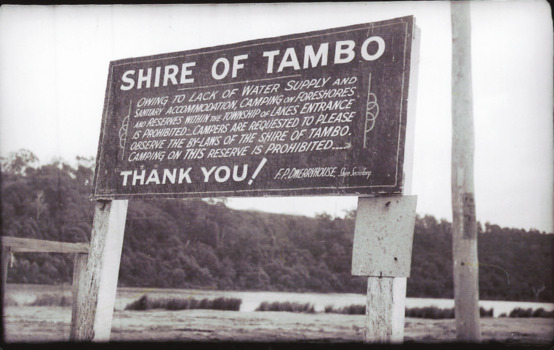 SHIRE OF TAMBO
OWING TO LACK OF WATER SUPPLY AND
SANITARY ACCOMMODATION, CAMPING ON FORESHORES
AND RESERVES WITHIN THE TOWNSHIP OF LAKES ENTRANCE
IS PROHIBITED... CAMPERS ARE REQUESTED TO PLEASE
OBSERVE THE BY-LAWS OF THE SHIRE OF TAMBO.
CAMPING ON THIS RESERVE IS PROHIBITED....
THANK YOU! F.P. DWERRYHOUSE, Shire Secretary